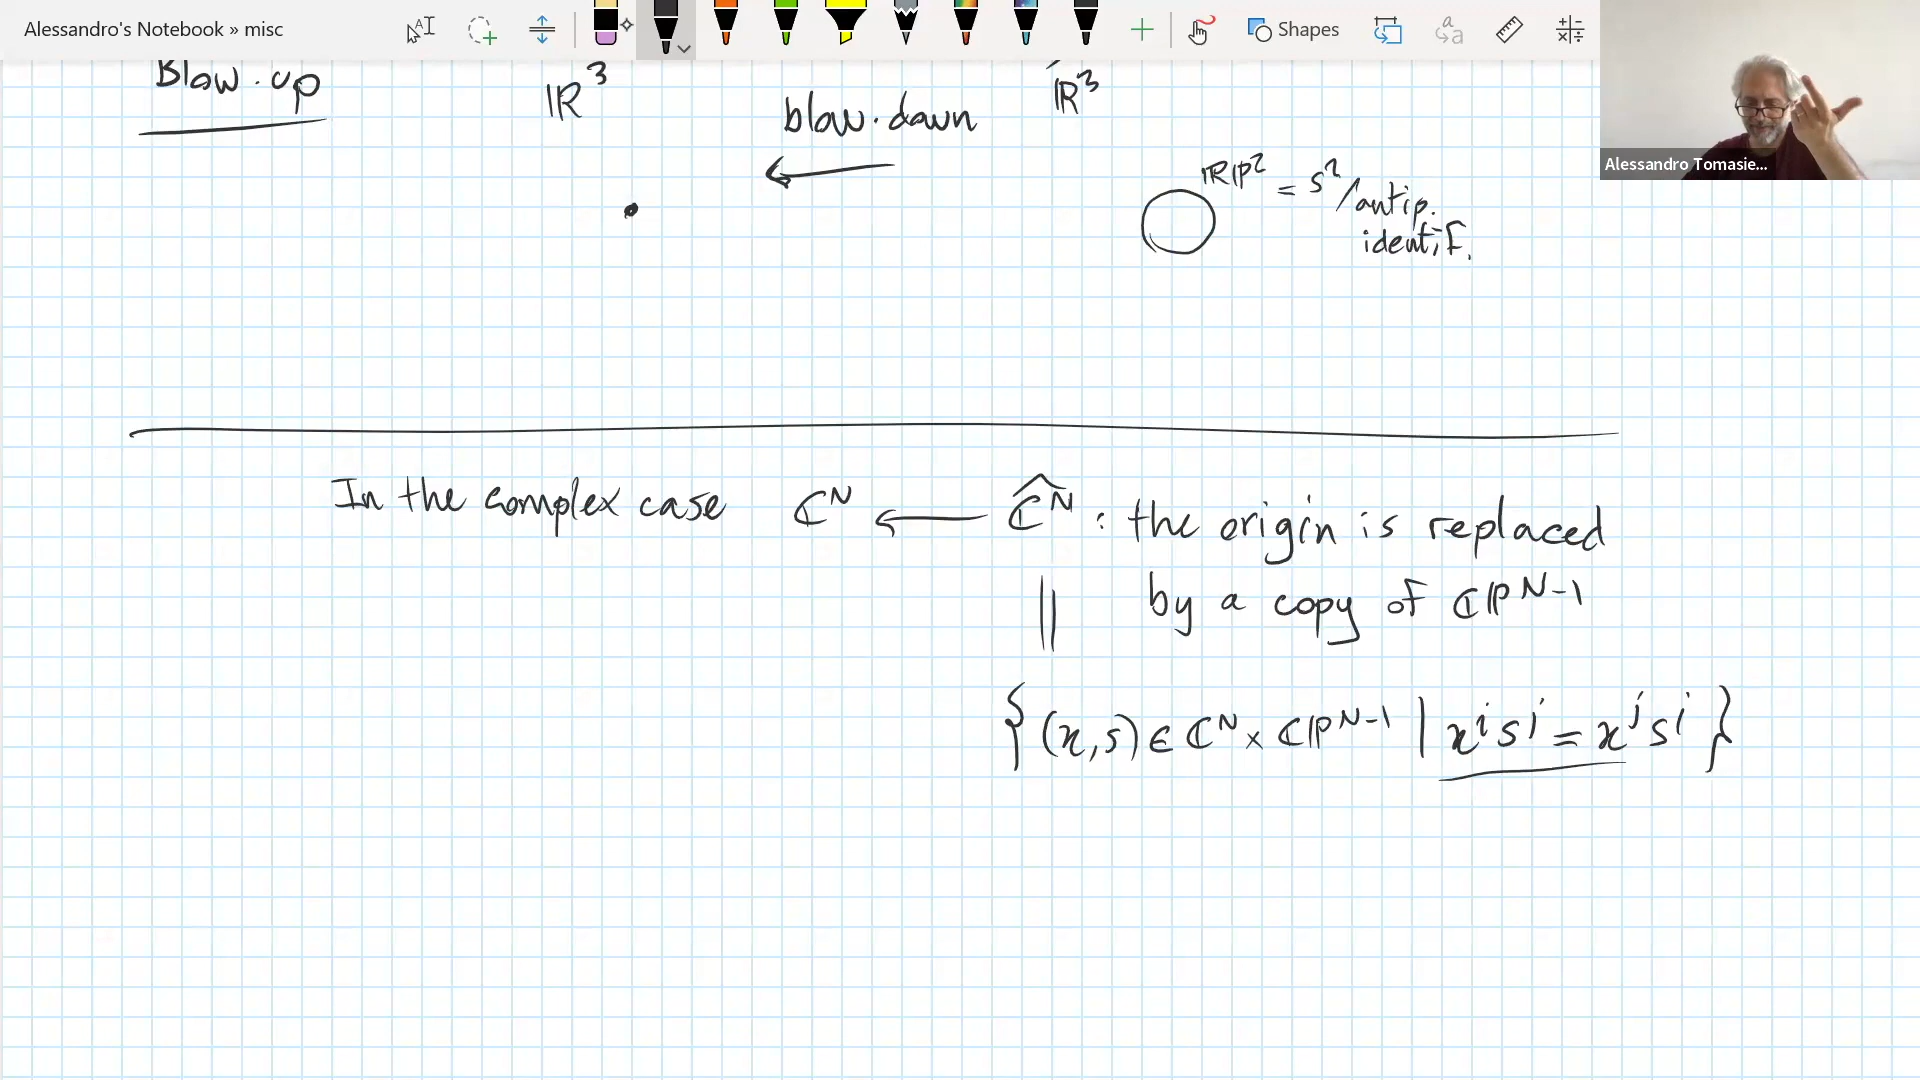 Alessandro's Notebook » misc
Shapes
Alessandro Tomasie...
Blow-up
ℝ³
blow-down
ℝ³
ℝℙ² = S²/antip.
identif.
In the complex case ℂᴺ ← ℂ̂ᴺ : the origin is replaced
|| by a copy of ℂℙᴺ⁻¹
{(x,s) ∈ ℂᴺ × ℂℙᴺ⁻¹ | xⁱsʲ = xʲsⁱ}